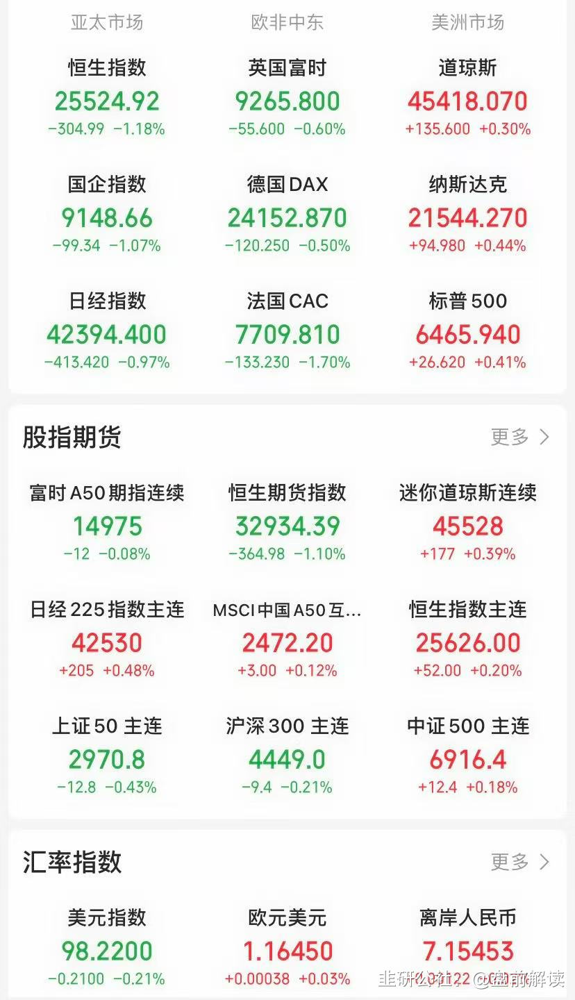 亚太市场 欧非中东 美洲市场
恒生指数 英国富时 道琼斯
25524.92 9265.800 45418.070
-304.99 -1.18% -55.600 -0.60% +135.600 +0.30%
国企指数 德国DAX 纳斯达克
9148.66 24152.870 21544.270
-99.34 -1.07% -120.250 -0.50% +94.980 +0.44%
日经指数 法国CAC 标普500
42394.400 7709.810 6465.940
-413.420 -0.97% -133.230 -1.70% +26.620 +0.41%
股指期货 更多 >
富时A50期指连续 恒生期货指数 迷你道琼斯连续
14975 32934.39 45528
-12 -0.08% -364.98 -1.10% +177 +0.39%
日经225指数主连 MSCI中国A50互... 恒生指数主连
42530 2472.20 25626.00
+205 +0.48% +3.00 +0.12% +52.00 +0.20%
上证50 主连 沪深300 主连 中证500 主连
2970.8 4449.0 6916.4
-12.8 -0.43% -9.4 -0.21% +12.4 +0.18%
汇率指数 更多 >
美元指数 欧元美元 离岸人民币
98.2200 1.16450 7.15453
-0.2100 -0.21% +0.00038 +0.03%
韭研公社：@盘前解读